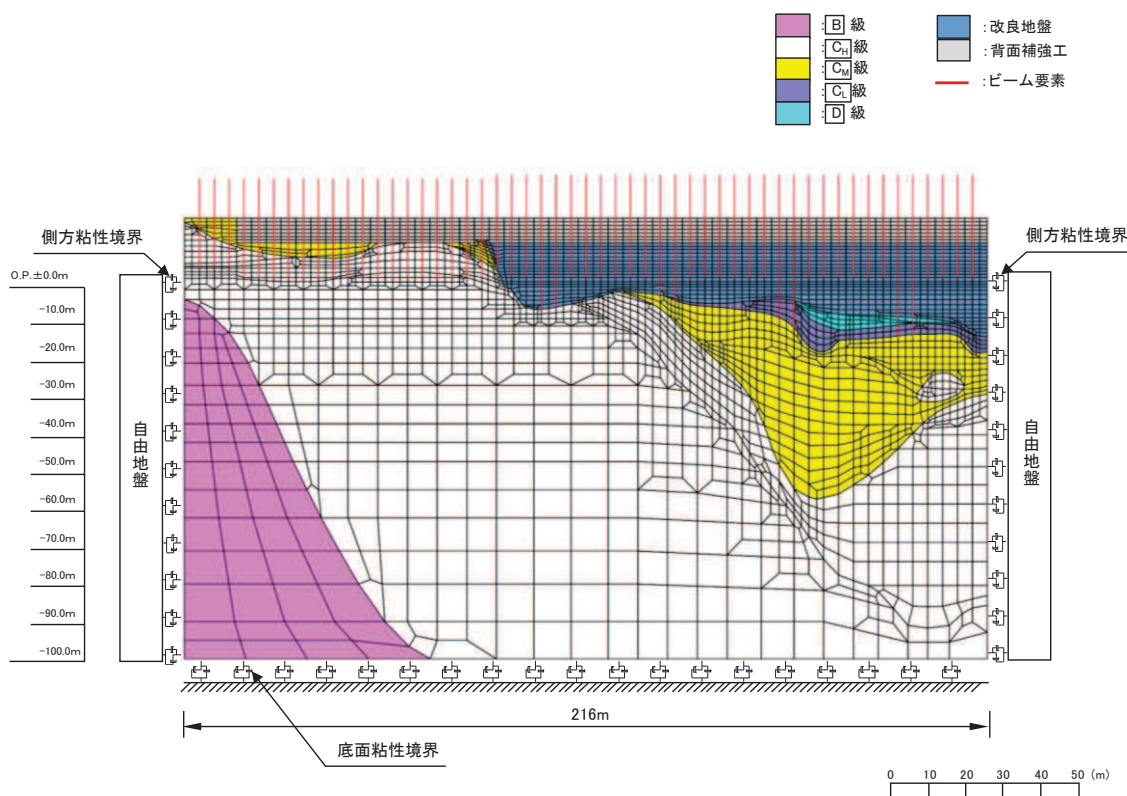 :B 級
:CH級
:CM級
:CL級
:D 級
:改良地盤
:背面補強工
:ビーム要素
側方粘性境界
側方粘性境界
O.P.±0.0m
-10.0m
-20.0m
-30.0m
-40.0m
-50.0m
-60.0m
-70.0m
-80.0m
-90.0m
-100.0m
自由地盤
自由地盤
216m
底面粘性境界
0 10 20 30 40 50 (m)